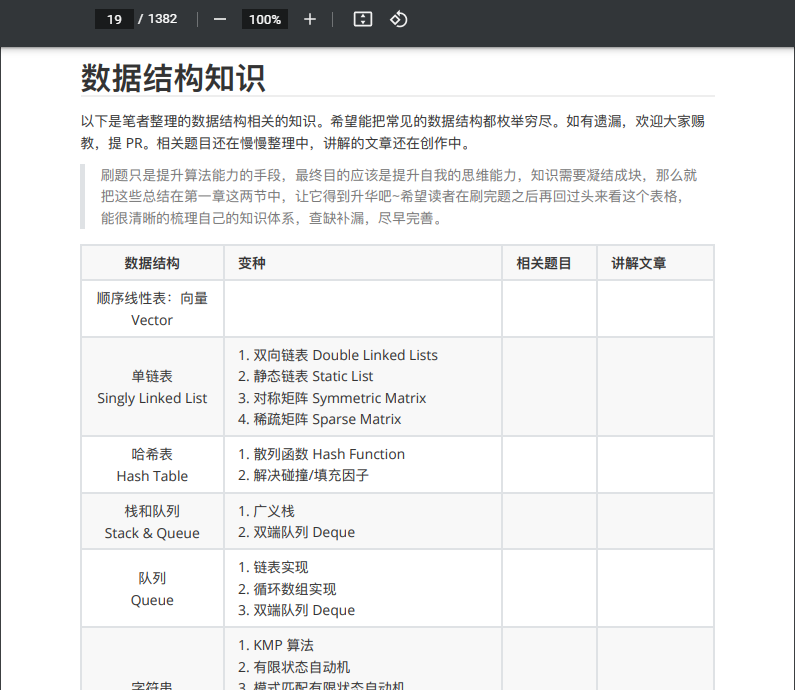 19 / 1382 — 100% +
数据结构知识
以下是笔者整理的数据结构相关的知识。希望能把常见的数据结构都枚举穷尽。如有遗漏，欢迎大家赐
教，提 PR。相关题目还在慢慢整理中，讲解的文章还在创作中。
刷题只是提升算法能力的手段，最终目的应该是提升自我的思维能力，知识需要凝结成块，那么就
把这些总结在第一章这两节中，让它得到升华吧~希望读者在刷完题之后再回过头来看这个表格，
能很清晰的梳理自己的知识体系，查缺补漏，尽早完善。
数据结构 变种 相关题目 讲解文章
顺序线性表：向量
Vector
单链表
Singly Linked List
1. 双向链表 Double Linked Lists
2. 静态链表 Static List
3. 对称矩阵 Symmetric Matrix
4. 稀疏矩阵 Sparse Matrix
哈希表
Hash Table
1. 散列函数 Hash Function
2. 解决碰撞/填充因子
栈和队列
Stack & Queue
1. 广义栈
2. 双端队列 Deque
队列
Queue
1. 链表实现
2. 循环数组实现
3. 双端队列 Deque
字符串
1. KMP 算法
2. 有限状态自动机
3. 模式匹配有限状态自动机